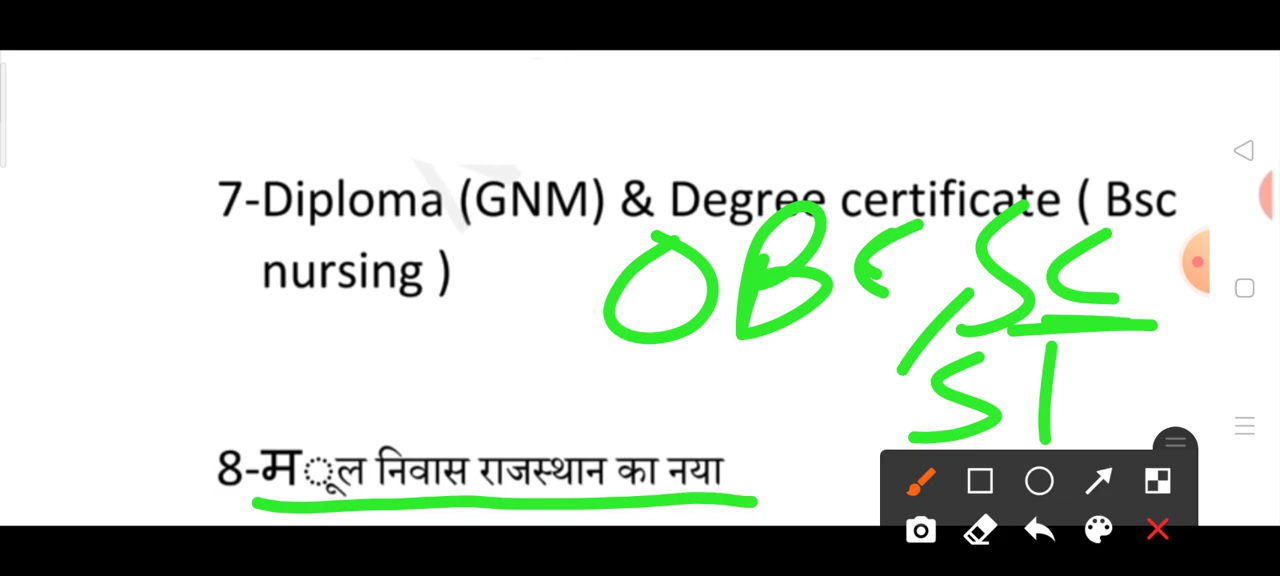 7-Diploma (GNM) & Degree certificate ( Bsc
nursing )
OBC, SC
ST
8-मूल निवास राजस्थान का नया